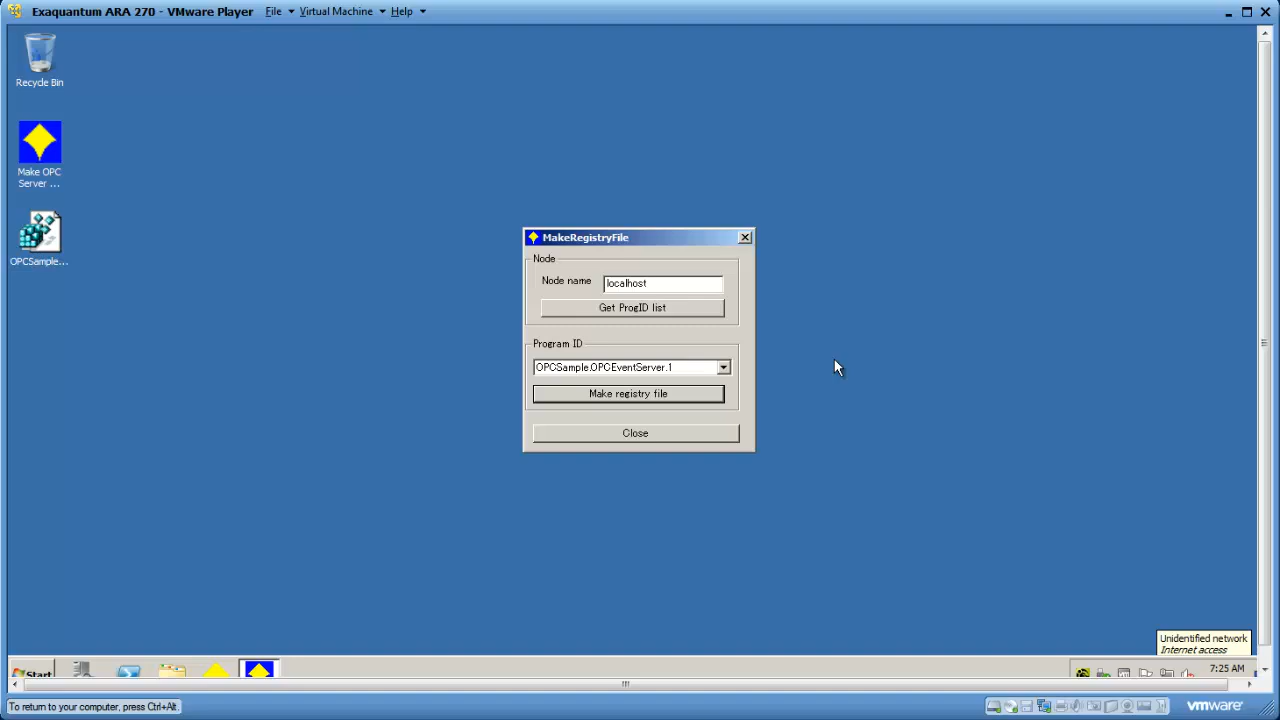 Exaquantum ARA 270 - VMware Player File Virtual Machine Help
Recycle Bin
Make OPC
Server ...
OPCSample...
MakeRegistryFile
Node
Node name localhost
Get ProgID list
Program ID
OPCSample.OPCEventServer.1
Make registry file
Close
Unidentified network
Internet access
Start
7:25 AM
To return to your computer, press Ctrl+Alt.
vmware